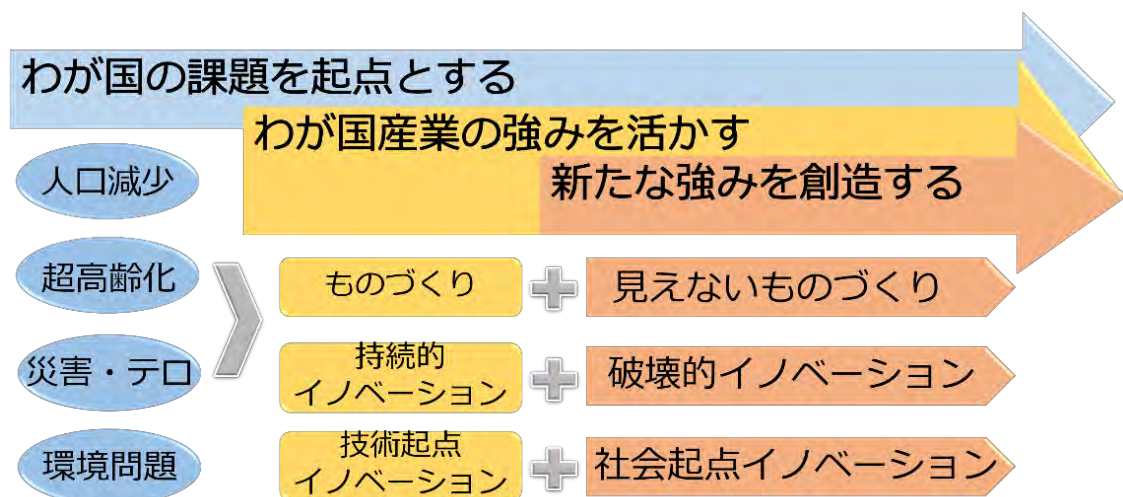 わが国の課題を起点とする
わが国産業の強みを活かす
新たな強みを創造する
人口減少
超高齢化
災害・テロ
環境問題
ものづくり
見えないものづくり
持続的
イノベーション
破壊的イノベーション
技術起点
イノベーション
社会起点イノベーション